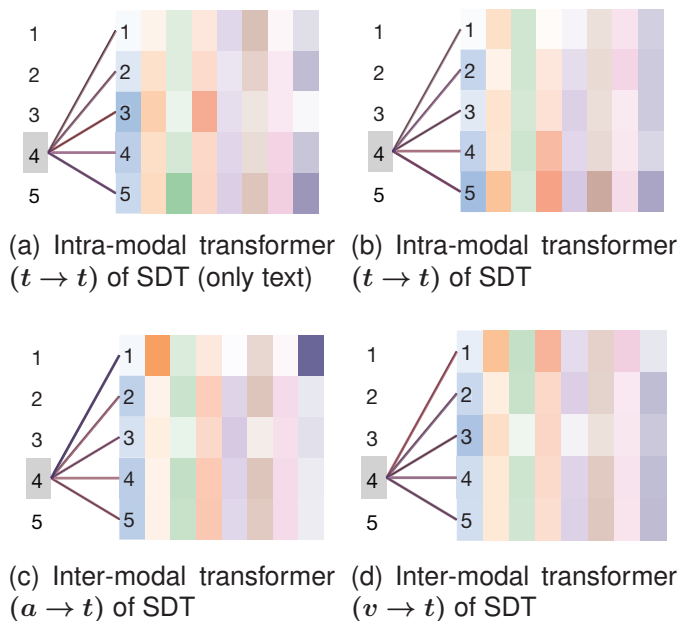 1 1
2 2
3 3
4 4
5 5
(a) Intra-modal transformer
(t → t) of SDT (only text)
1 1
2 2
3 3
4 4
5 5
(b) Intra-modal transformer
(t → t) of SDT
1 1
2 2
3 3
4 4
5 5
(c) Inter-modal transformer
(a → t) of SDT
1 1
2 2
3 3
4 4
5 5
(d) Inter-modal transformer
(v → t) of SDT